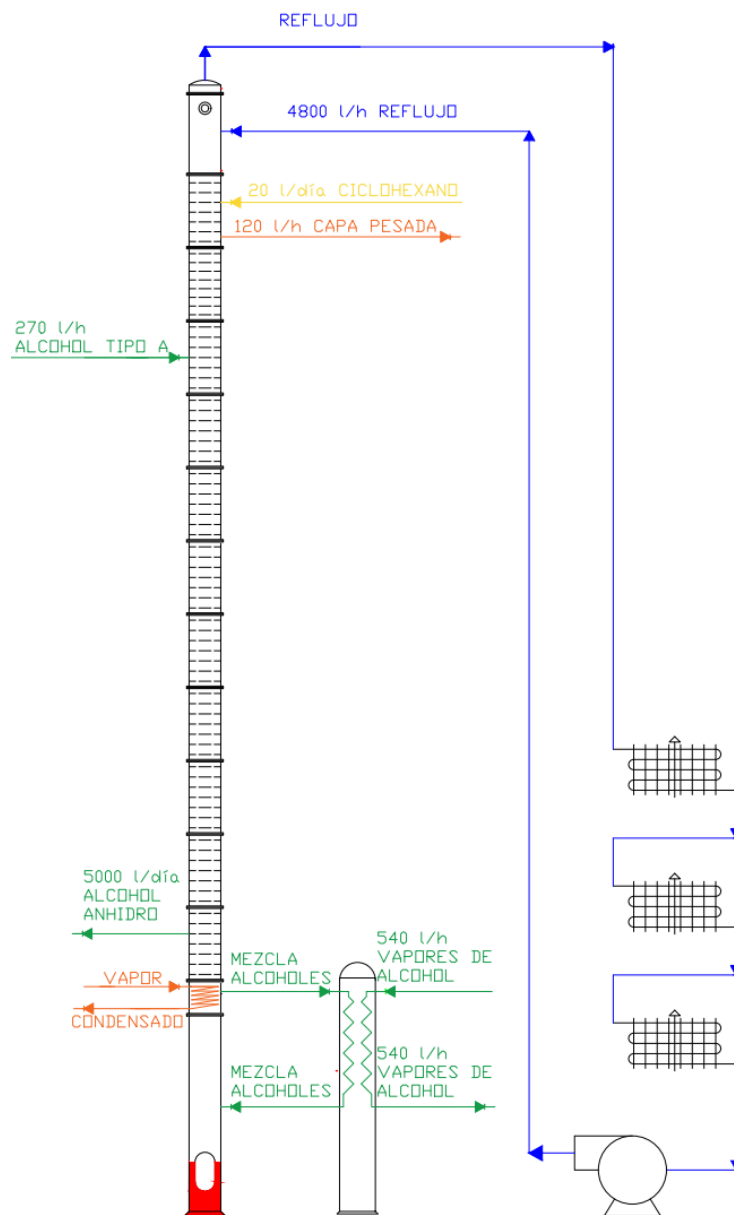 REFLUJO
4800 l/h REFLUJO
20 l/día CICLOHEXANO
120 l/h CAPA PESADA
270 l/h
ALCOHOL TIPO A
5000 l/día
ALCOHOL
ANHIDRO
VAPOR
CONDENSADO
MEZCLA
ALCOHOLES
540 l/h
VAPORES DE
ALCOHOL
MEZCLA
ALCOHOLES
540 l/h
VAPORES DE
ALCOHOL